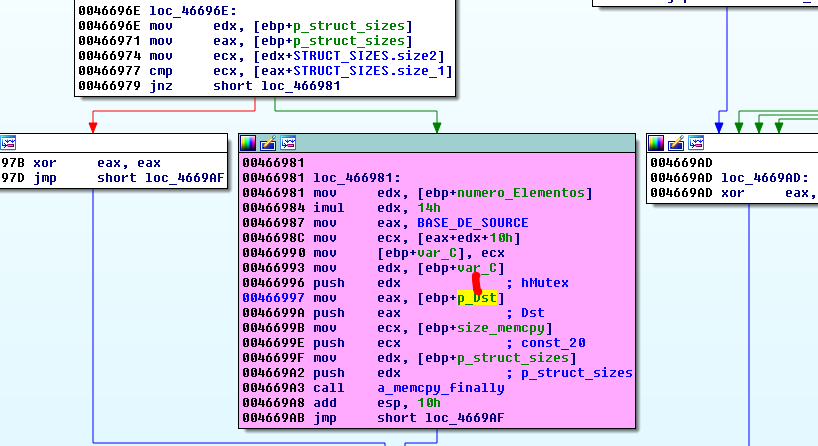 0046696E loc_46696E:
0046696E mov     edx, [ebp+p_struct_sizes]
00466971 mov     eax, [ebp+p_struct_sizes]
00466974 mov     ecx, [edx+STRUCT_SIZES.size2]
00466977 cmp     ecx, [eax+STRUCT_SIZES.size_1]
00466979 jnz     short loc_466981
97B xor     eax, eax
97D jmp     short loc_4669AF
00466981
00466981 loc_466981:
00466981 mov     edx, [ebp+numero_Elementos]
00466984 imul    edx, 14h
00466987 mov     eax, BASE_DE_SOURCE
0046698C mov     ecx, [eax+edx+10h]
00466990 mov     [ebp+var_C], ecx
00466993 mov     edx, [ebp+var_C]
00466996 push    edx             ; hMutex
00466997 mov     eax, [ebp+p_Dst]
0046699A push    eax             ; Dst
0046699B mov     ecx, [ebp+size_memcpy]
0046699E push    ecx             ; const_20
0046699F mov     edx, [ebp+p_struct_sizes]
004669A2 push    edx             ; p_struct_sizes
004669A3 call    a_memcpy_finally
004669A8 add     esp, 10h
004669AB jmp     short loc_4669AF
004669AD
004669AD loc_4669AD:
004669AD xor     eax,